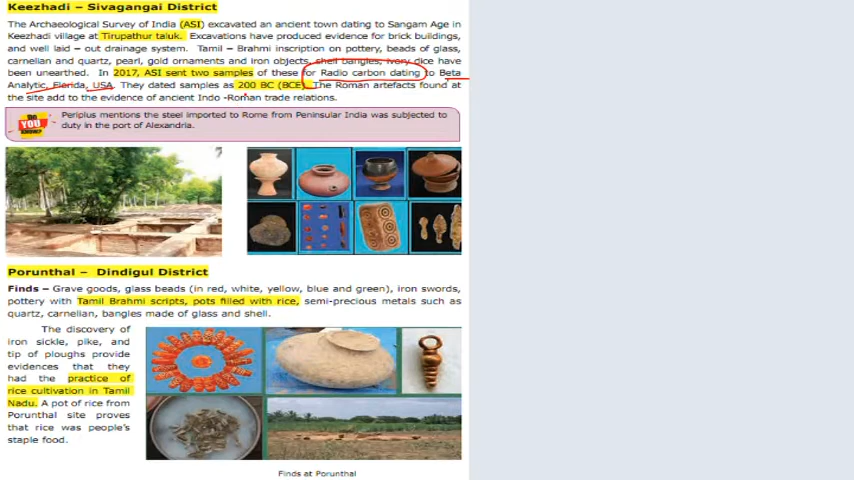 Keezhadi – Sivagangai District
The Archaeological Survey of India (ASI) excavated an ancient town dating to Sangam Age in
Keezhadi village at Tirupathur taluk. Excavations have produced evidence for brick buildings,
and well laid – out drainage system. Tamil – Brahmi inscription on pottery, beads of glass,
carnelian and quartz, pearl, gold ornaments and iron objects, shell bangles, ivory dice have
been unearthed. In 2017, ASI sent two samples of these for Radio carbon dating to Beta
Analytic, Florida, USA. They dated samples as 200 BC (BCE). The Roman artefacts found at
the site add to the evidence of ancient Indo -Roman trade relations.
Do
YOU
KNOW?
Periplus mentions the steel imported to Rome from Peninsular India was subjected to
duty in the port of Alexandria.
Porunthal – Dindigul District
Finds – Grave goods, glass beads (in red, white, yellow, blue and green), iron swords,
pottery with Tamil Brahmi scripts, pots filled with rice, semi-precious metals such as
quartz, carnelian, bangles made of glass and shell.
The discovery of
iron sickle, pike, and
tip of ploughs provide
evidences that they
had the practice of
rice cultivation in Tamil
Nadu. A pot of rice from
Porunthal site proves
that rice was people's
staple food.
Finds at Porunthal